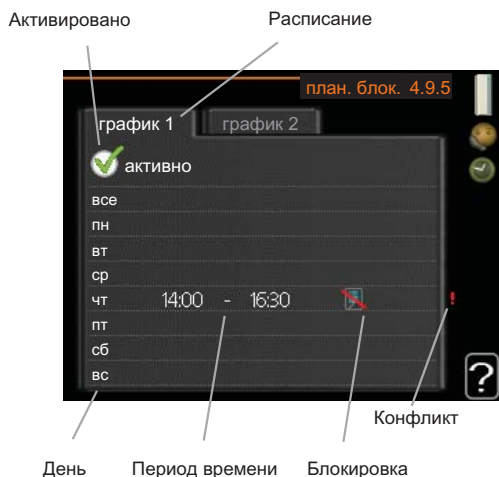 Активировано Расписание
план. блок. 4.9.5
график 1 график 2
активно
все
пн
вт
ср
чт 14:00 - 16:30 !
пт
сб
вс
?
Конфликт
День Период времени Блокировка